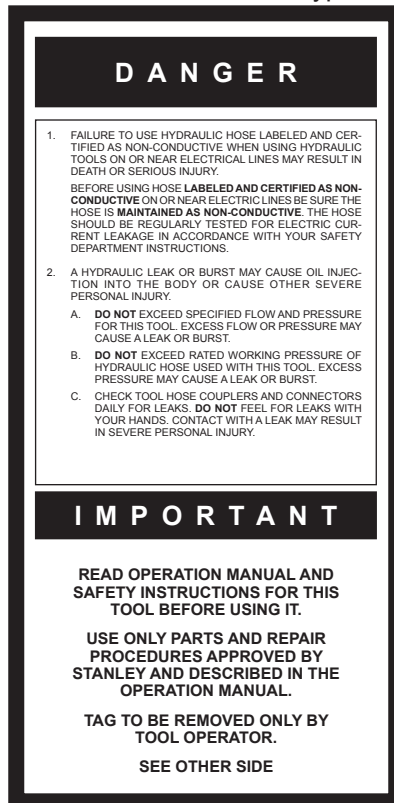 D A N G E R
1. FAILURE TO USE HYDRAULIC HOSE LABELED AND CER-
TIFIED AS NON-CONDUCTIVE WHEN USING HYDRAULIC
TOOLS ON OR NEAR ELECTRICAL LINES MAY RESULT IN
DEATH OR SERIOUS INJURY.
BEFORE USING HOSE LABELED AND CERTIFIED AS NON-
CONDUCTIVE ON OR NEAR ELECTRIC LINES BE SURE THE
HOSE IS MAINTAINED AS NON-CONDUCTIVE. THE HOSE
SHOULD BE REGULARLY TESTED FOR ELECTRIC CUR-
RENT LEAKAGE IN ACCORDANCE WITH YOUR SAFETY
DEPARTMENT INSTRUCTIONS.
2. A HYDRAULIC LEAK OR BURST MAY CAUSE OIL INJEC-
TION INTO THE BODY OR CAUSE OTHER SEVERE
PERSONAL INJURY.
A. DO NOT EXCEED SPECIFIED FLOW AND PRESSURE
FOR THIS TOOL. EXCESS FLOW OR PRESSURE MAY
CAUSE A LEAK OR BURST.
B. DO NOT EXCEED RATED WORKING PRESSURE OF
HYDRAULIC HOSE USED WITH THIS TOOL. EXCESS
PRESSURE MAY CAUSE A LEAK OR BURST.
C. CHECK TOOL HOSE COUPLERS AND CONNECTORS
DAILY FOR LEAKS. DO NOT FEEL FOR LEAKS WITH
YOUR HANDS. CONTACT WITH A LEAK MAY RESULT
IN SEVERE PERSONAL INJURY.
I M P O R T A N T
READ OPERATION MANUAL AND
SAFETY INSTRUCTIONS FOR THIS
TOOL BEFORE USING IT.
USE ONLY PARTS AND REPAIR
PROCEDURES APPROVED BY
STANLEY AND DESCRIBED IN THE
OPERATION MANUAL.
TAG TO BE REMOVED ONLY BY
TOOL OPERATOR.
SEE OTHER SIDE